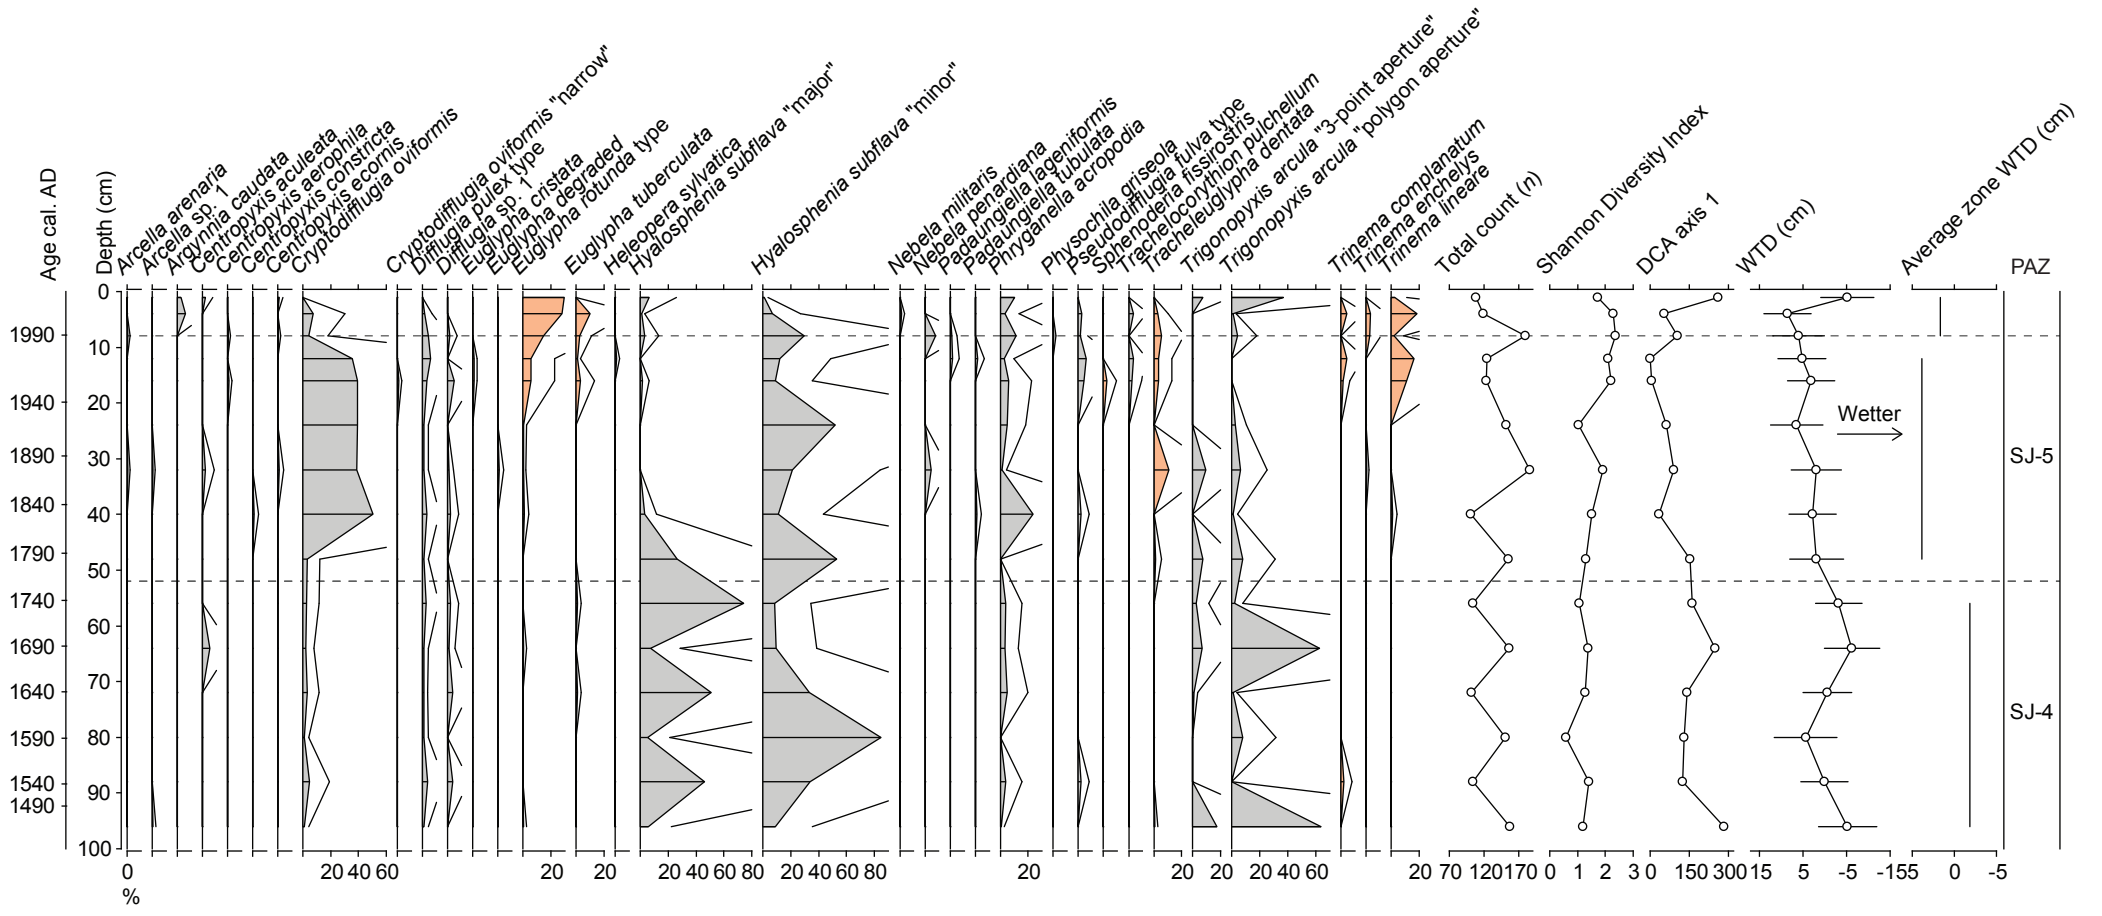 Age cal. AD
Depth (cm)
Arcella arenaria
Arcella sp. 1
Argynnia caudata
Centropyxis aculeata
Centropyxis aerophila
Centropyxis constricta
Centropyxis ecornis
Cryptodifflugia oviformis
Cryptodifflugia oviformis "narrow"
Difflugia pulex type
Difflugia sp. 1
Euglypha cristata
Euglypha degraded
Euglypha rotunda type
Euglypha tuberculata
Heleopera sylvatica
Hyalosphenia subflava "major"
Hyalosphenia subflava "minor"
Nebela militaris
Nebela penardiana
Padaungiella lageniformis
Padaungiella tubulata
Phryganella acropodia
Physochila griseola
Pseudodifflugia fulva type
Sphenoderia fissirostris
Trachelocorythion pulchellum
Tracheleuglypha dentata
Trigonopyxis arcula "3-point aperture"
Trigonopyxis arcula "polygon aperture"
Trinema complanatum
Trinema enchelys
Trinema lineare
Total count (n)
Shannon Diversity Index
DCA axis 1
WTD (cm)
Average zone WTD (cm)
PAZ
0
1990
10
1940
20
Wetter
1890
30
SJ-5
1840
40
1790
50
1740
60
1690
70
1640
SJ-4
1590
80
1540
90
1490
100
0 20 40 60 20 20 20 40 60 80 20 40 60 80 20 20 20 20 40 60 20 70 120 170 0 1 2 3 0 150 300 15 5 -5 -15 5 0 -5
%